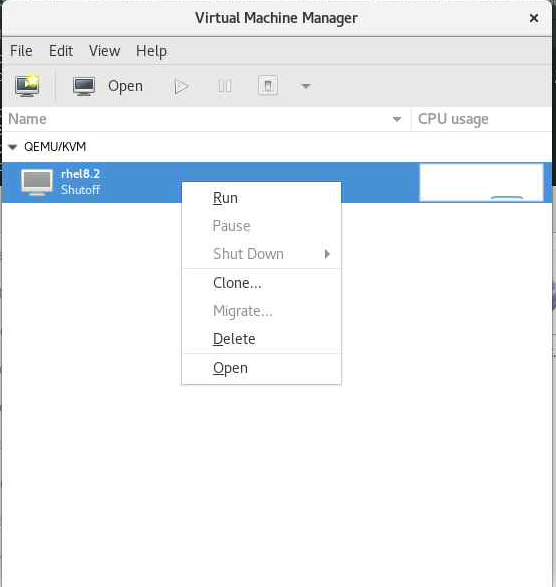 Virtual Machine Manager ×
File Edit View Help
Open
Name CPU usage
QEMU/KVM
rhel8.2
Shutoff
Run
Pause
Shut Down
Clone...
Migrate...
Delete
Open